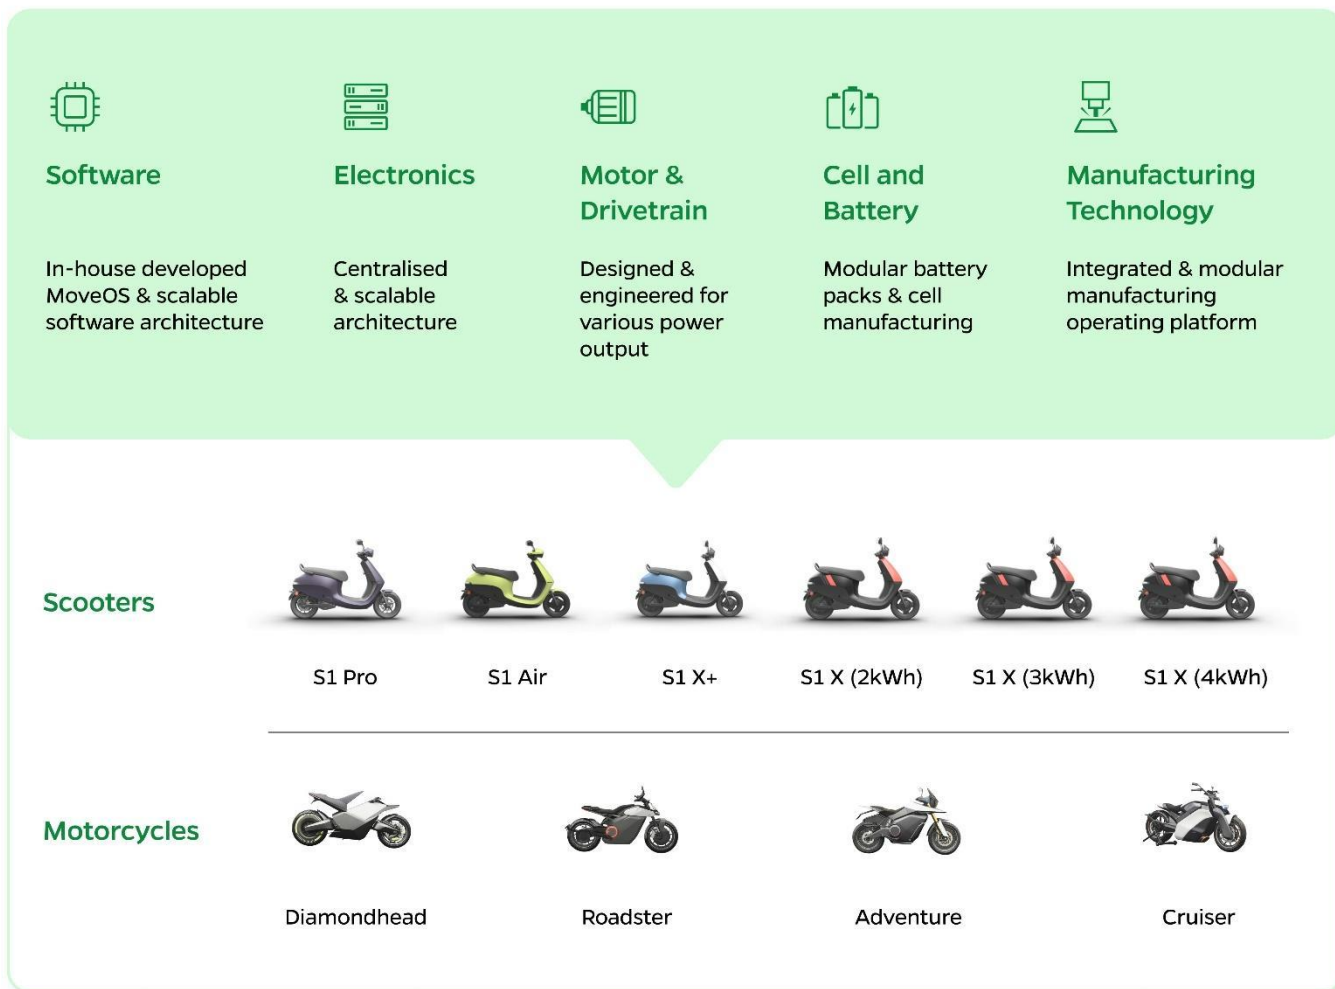 Software
Electronics
Motor &
Drivetrain
Cell and
Battery
Manufacturing
Technology
In-house developed
MoveOS & scalable
software architecture
Centralised
& scalable
architecture
Designed &
engineered for
various power
output
Modular battery
packs & cell
manufacturing
Integrated & modular
manufacturing
operating platform
Scooters
S1 Pro
S1 Air
S1 X+
S1 X (2kWh)
S1 X (3kWh)
S1 X (4kWh)
Motorcycles
Diamondhead
Roadster
Adventure
Cruiser